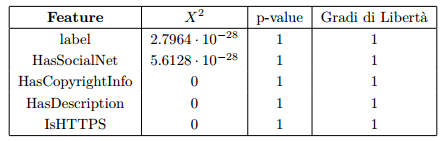 Feature X² p-value Gradi di Libertà
label 2.7964 · 10⁻²⁸ 1 1
HasSocialNet 5.6128 · 10⁻²⁸ 1 1
HasCopyrightInfo 0 1 1
HasDescription 0 1 1
IsHTTPS 0 1 1